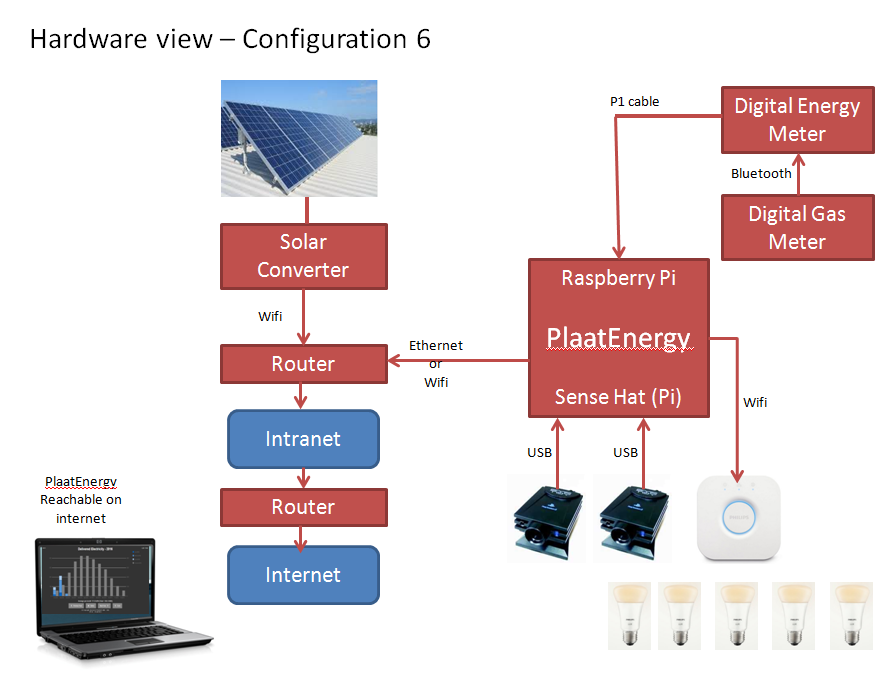 Hardware view – Configuration 6
P1 cable
Digital Energy
Meter
Bluetooth
Digital Gas
Meter
Solar
Converter
Wifi
Raspberry Pi
PlaatEnergy
Sense Hat (Pi)
Ethernet
or
Wifi
Router
Wifi
Intranet
USB
USB
PlaatEnergy
Reachable on
internet
Router
Internet
PHILIPS